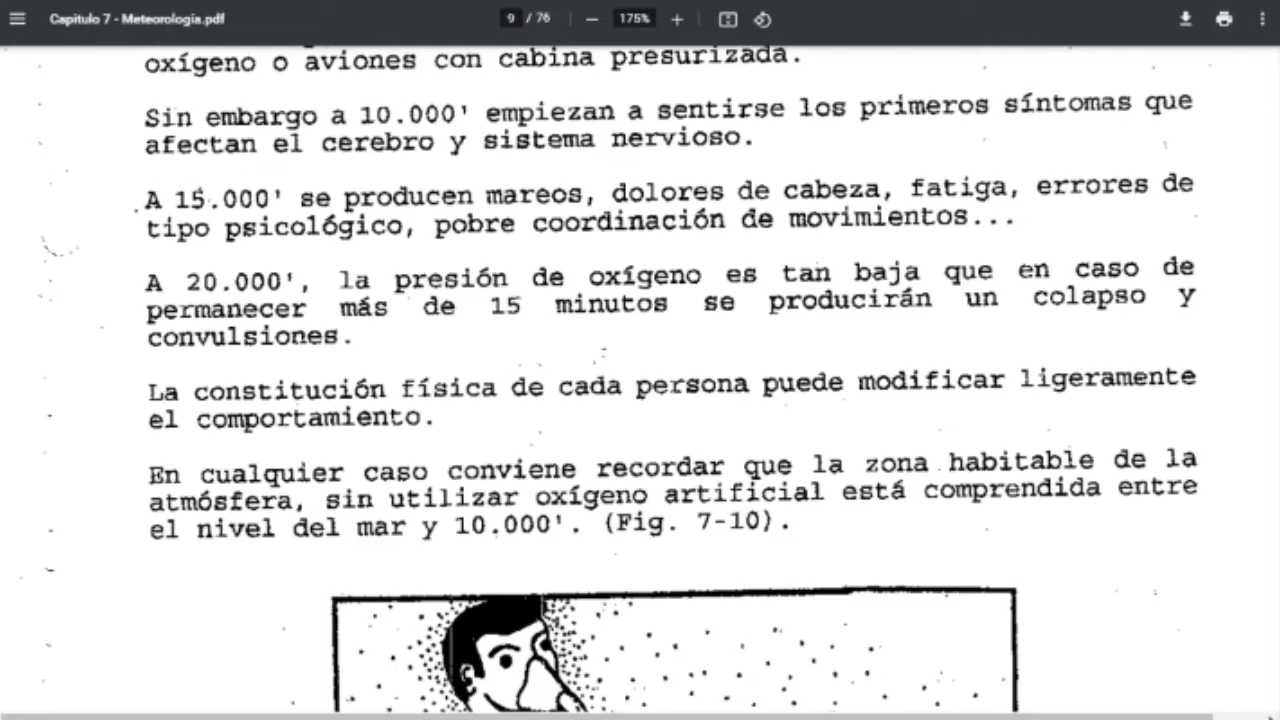 Capitulo 7 - Meteorologia.pdf
9 / 76
175%
oxígeno o aviones con cabina presurizada.
Sin embargo a 10.000' empiezan a sentirse los primeros síntomas que
afectan el cerebro y sistema nervioso.
A 15.000' se producen mareos, dolores de cabeza, fatiga, errores de
tipo psicológico, pobre coordinación de movimientos...
A 20.000', la presión de oxígeno es tan baja que en caso de
permanecer más de 15 minutos se producirán un colapso y
convulsiones.
La constitución física de cada persona puede modificar ligeramente
el comportamiento.
En cualquier caso conviene recordar que la zona habitable de la
atmósfera, sin utilizar oxígeno artificial está comprendida entre
el nivel del mar y 10.000'. (Fig. 7-10).